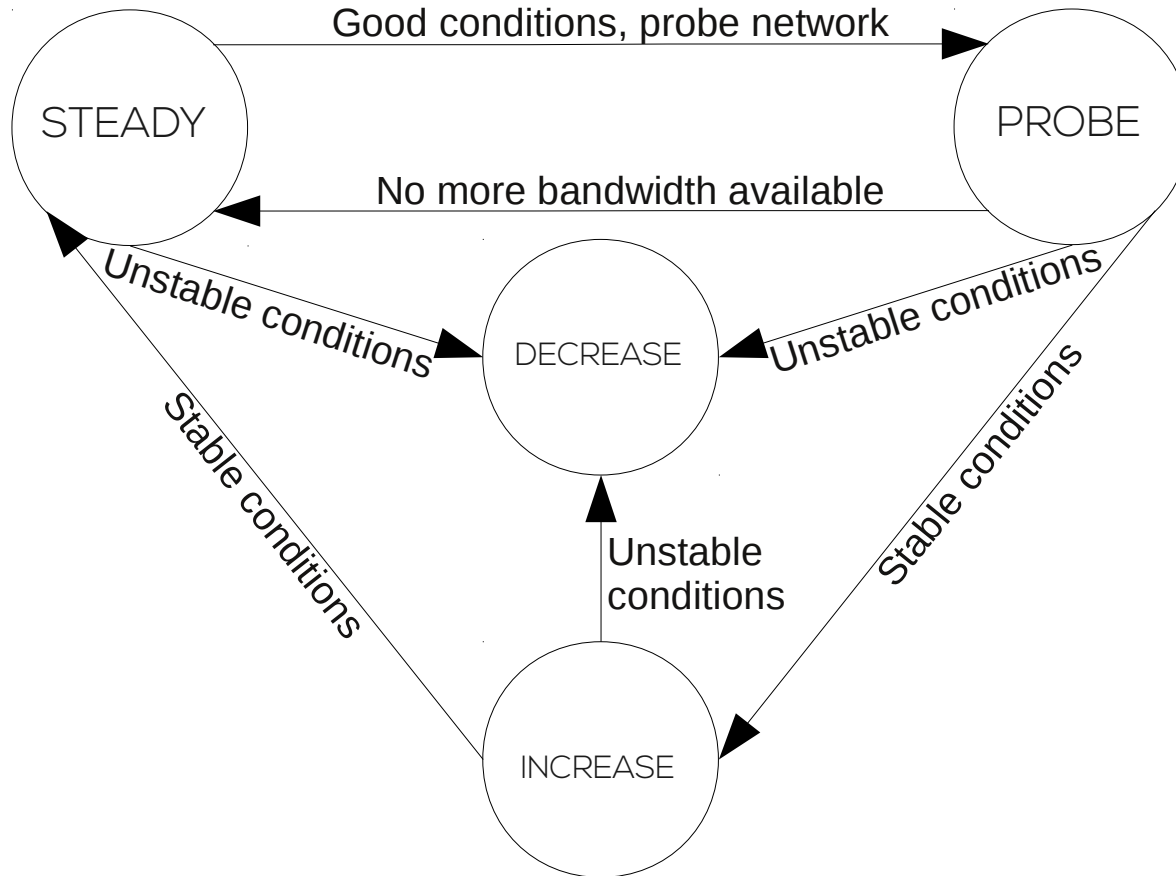 Good conditions, probe network
STEADY
PROBE
No more bandwidth available
Unstable conditions
Unstable conditions
DECREASE
Stable conditions
Stable conditions
Unstable
conditions
INCREASE